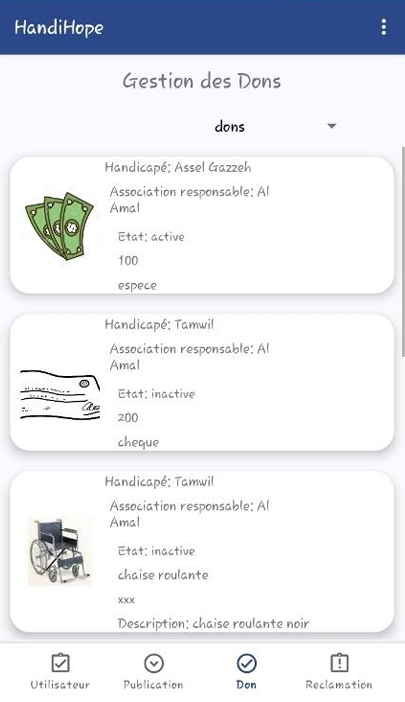 HandiHope
Gestion des Dons
dons
Handicapé: Assel Gazzeh
Association responsable: Al
Amal
Etat: active
100
espece
Handicapé: Tamwil
Association responsable: Al
Amal
Etat: inactive
200
cheque
Handicapé: Tamwil
Association responsable: Al
Amal
Etat: inactive
chaise roulante
xxx
Description: chaise roulante noir
Utilisateur
Publication
Don
Reclamation